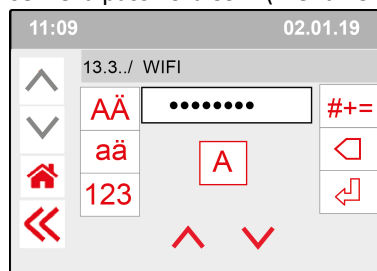 11:09 02.01.19
13.3../ WIFI
AÄ •••••••• #+=
aä A
123